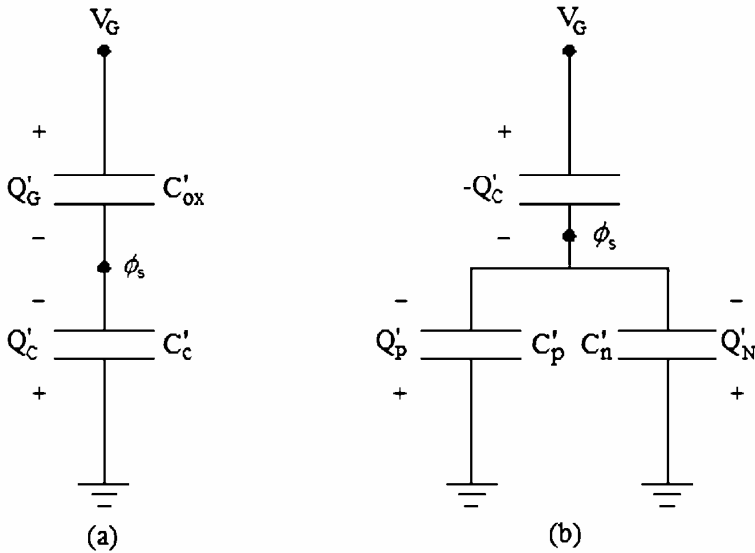 V_G
+
Q'_G C'_ox
−
ϕ_s
−
Q'_C C'_c
+
(a)
V_G
+
-Q'_C
−
ϕ_s
− −
Q'_p C'_p C'_n Q'_N
+ +
(b)